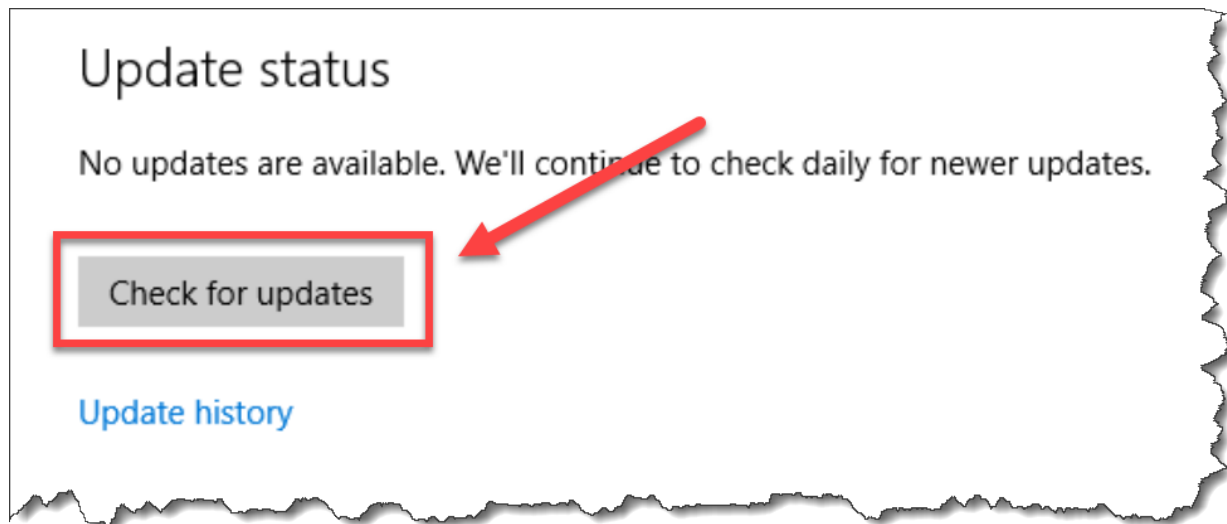 Update status
No updates are available. We'll continue to check daily for newer updates.
Check for updates
Update history